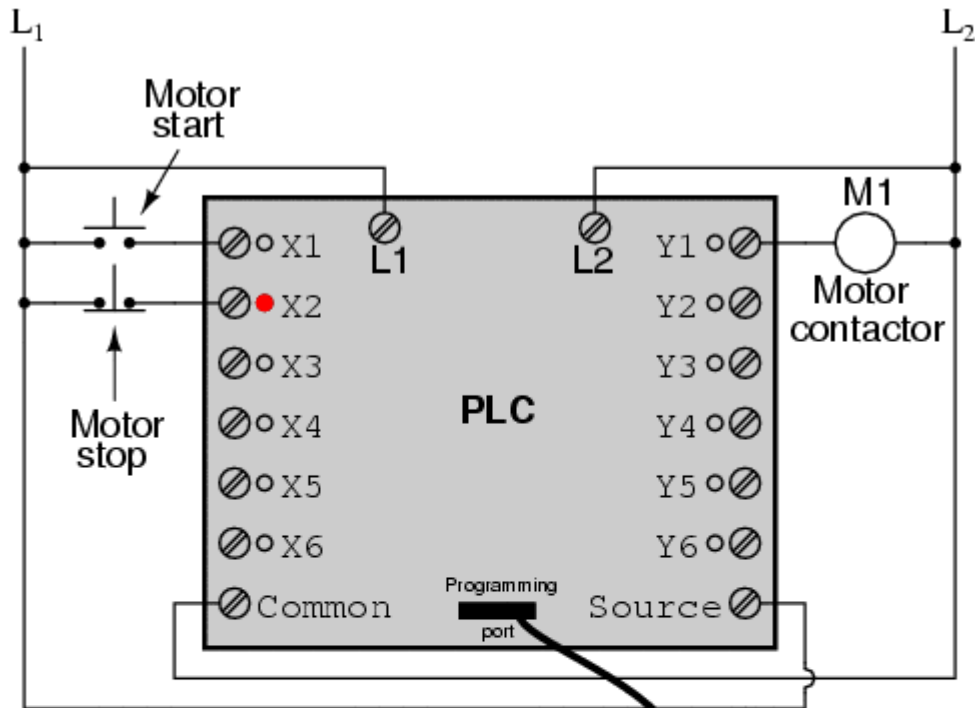 L1 L2
Motor
start
M1
X1 L1 L2 Y1
X2 Y2
Motor
contactor
X3 Y3
X4 PLC Y4
Motor
stop
X5 Y5
X6 Y6
Programming
Common Source
port